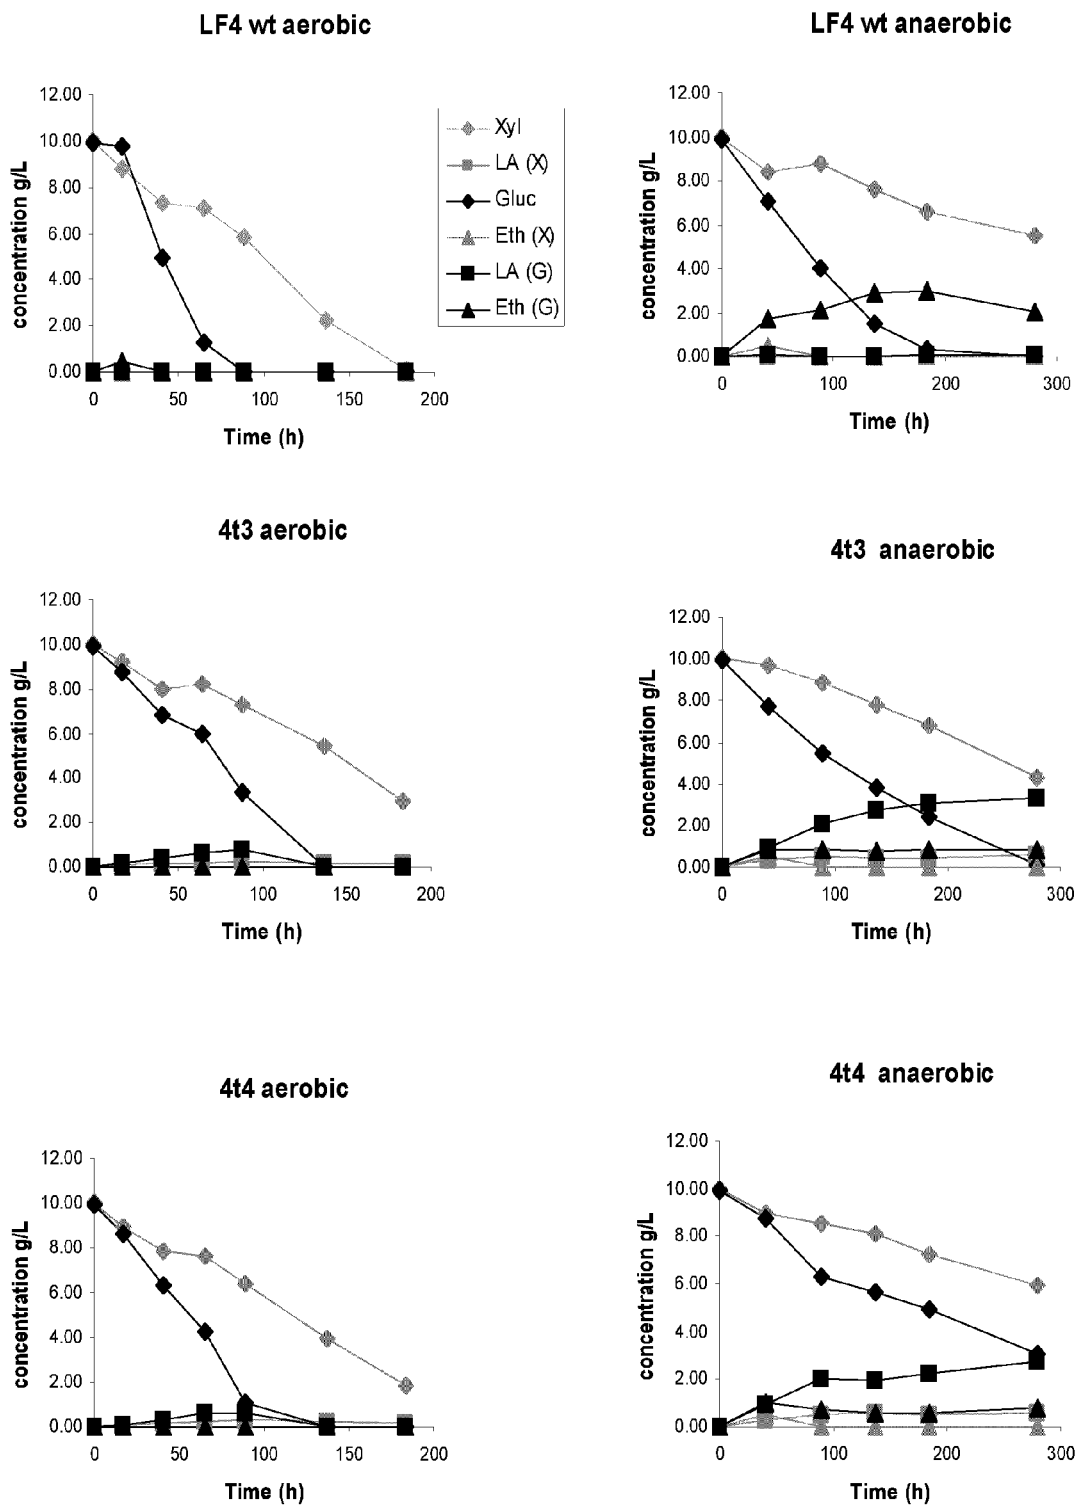 LF4 wt aerobic
12.00
10.00
8.00
6.00
4.00
2.00
0.00
0 50 100 150 200
concentration g/L
Time (h)
Xyl
LA (X)
Gluc
Eth (X)
LA (G)
Eth (G)
LF4 wt anaerobic
12.00
10.00
8.00
6.00
4.00
2.00
0.00
0 100 200 300
concentration g/L
Time (h)
4t3 aerobic
12.00
10.00
8.00
6.00
4.00
2.00
0.00
0 50 100 150 200
concentration g/L
Time (h)
4t3 anaerobic
12.00
10.00
8.00
6.00
4.00
2.00
0.00
0 100 200 300
concentration g/L
Time (h)
4t4 aerobic
12.00
10.00
8.00
6.00
4.00
2.00
0.00
0 50 100 150 200
concentration g/L
Time (h)
4t4 anaerobic
12.00
10.00
8.00
6.00
4.00
2.00
0.00
0 100 200 300
concentration g/L
Time (h)